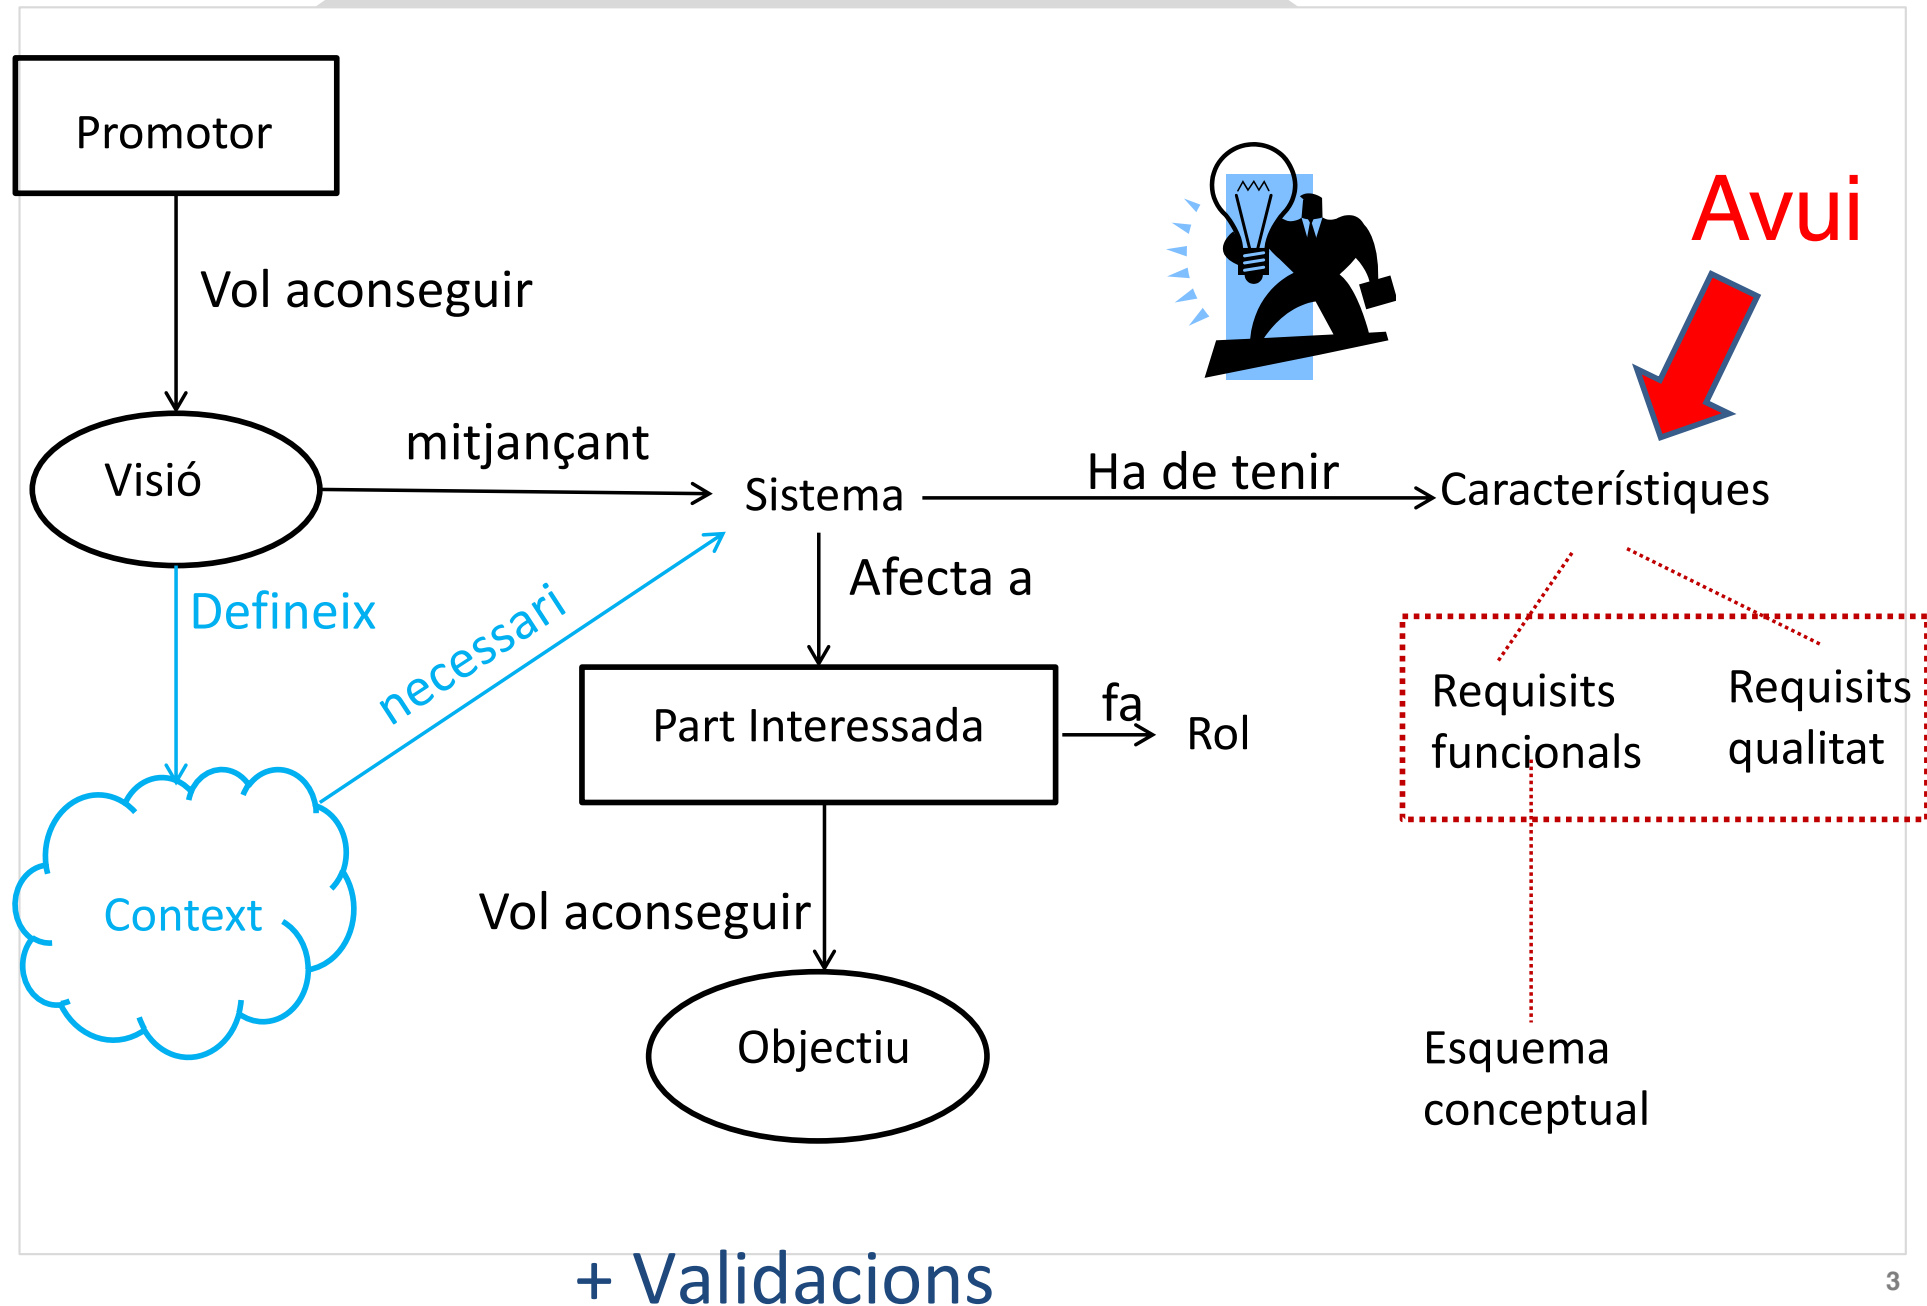 Promotor
Avui
Vol aconseguir
mitjançant
Visió
Sistema
Ha de tenir
Característiques
Afecta a
Defineix
necessari
Part Interessada
fa
Rol
Requisits
funcionals
Requisits
qualitat
Context
Vol aconseguir
Objectiu
Esquema
conceptual
+ Validacions
3